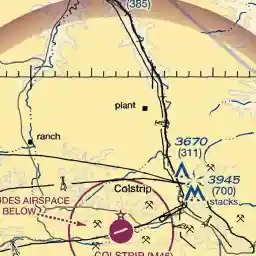 (385)
plant
ranch
3670
(311)
3945
(700)
stacks
Colstrip
UDES AIRSPACE
BELOW
COLSTRIP (M46)